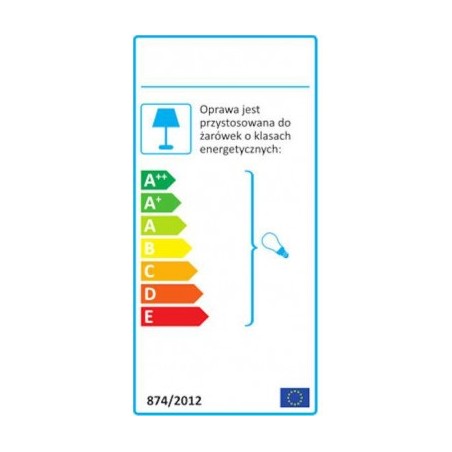 Oprawa jest
przystosowana do
żarówek o klasach
energetycznych:
A++
A+
A
B
C
D
E
874/2012